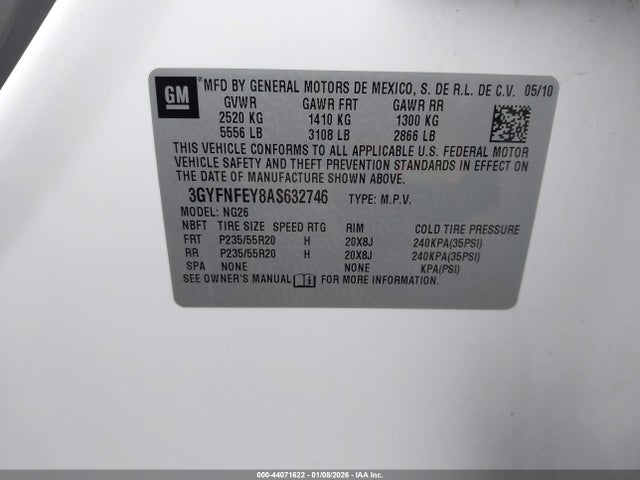 GM ® MFD BY GENERAL MOTORS DE MEXICO, S. DE R.L. DE C.V. 05/10
GVWR GAWR FRT GAWR RR
2520 KG 1410 KG 1300 KG
5556 LB 3108 LB 2866 LB
THIS VEHICLE CONFORMS TO ALL APPLICABLE U.S. FEDERAL MOTOR
VEHICLE SAFETY AND THEFT PREVENTION STANDARDS IN EFFECT ON
THE DATE OF MANUFACTURE SHOWN ABOVE.
3GYFNFEY8AS632746 TYPE: M.P.V.
MODEL: NG26
NBFT TIRE SIZE SPEED RTG RIM COLD TIRE PRESSURE
FRT P235/55R20 H 20X8J 240KPA(35PSI)
RR P235/55R20 H 20X8J 240KPA(35PSI)
SPA NONE NONE KPA(PSI)
SEE OWNER'S MANUAL FOR MORE INFORMATION.
000-44071622 | 01/08/2026 - IAA Inc.